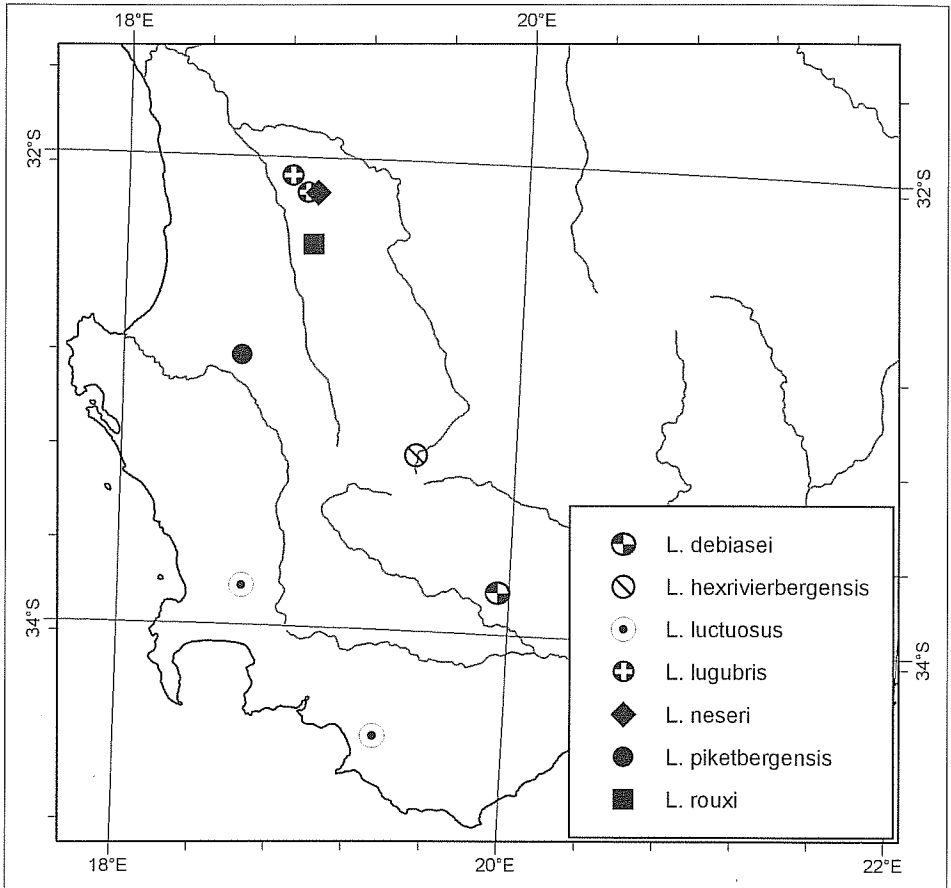 18°E
20°E
32°S
32°S
34°S
34°S
L. debiasei
L. hexrivierbergensis
L. luctuosus
L. lugubris
L. neseri
L. piketbergensis
L. rouxi
18°E
20°E
22°E